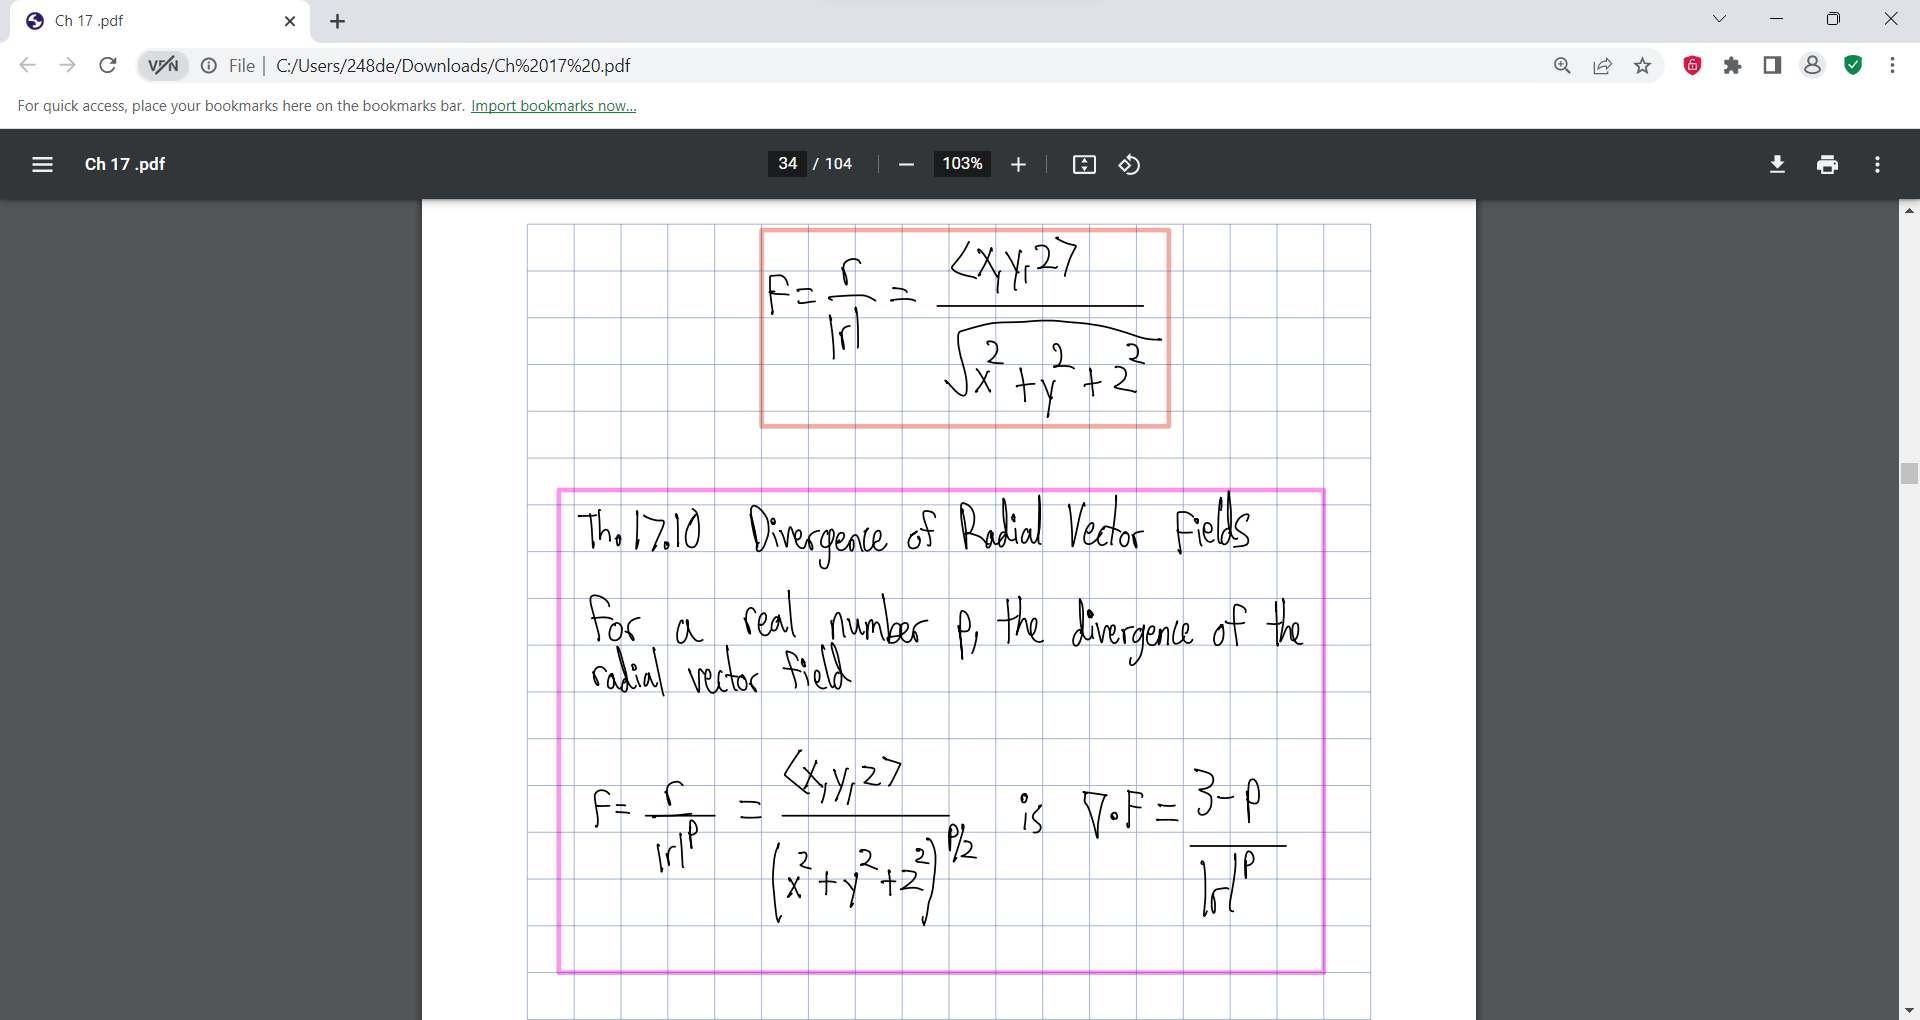 Ch 17 .pdf
VPN File C:/Users/248de/Downloads/Ch%2017%20.pdf
For quick access, place your bookmarks here on the bookmarks bar. Import bookmarks now...
Ch 17 .pdf 34 / 104 − 103% +
F = r/|r| = <x,y,z>/√(x²+y²+z²)
Th. 17.10 Divergence of Radial Vector Fields
For a real number p, the divergence of the
radial vector field
F = r/|r|^p = <x,y,z>/(x²+y²+z²)^p/2 is ∇·F = 3-p/|r|^p